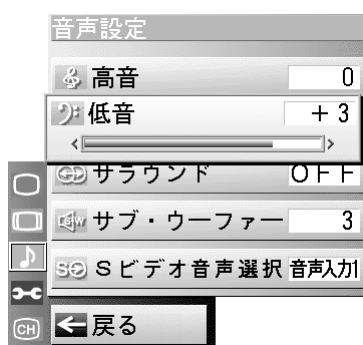 音声設定
高音 0
低音 +3
サラウンド OFF
サブ・ウーファー 3
Sビデオ音声選択 音声入力1
CH 戻る